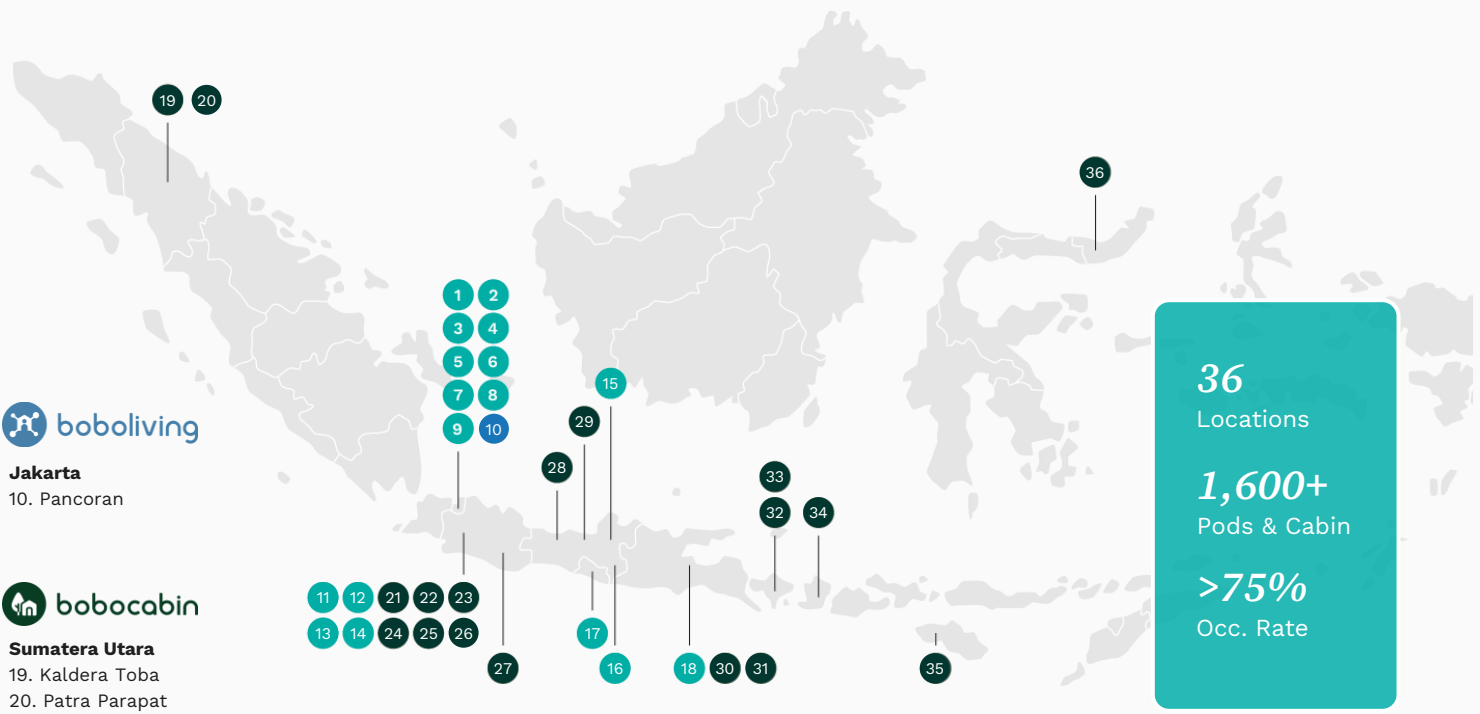 19 20
36
1 2
3 4
5 6
7 8
9 10
15
29
28
33
32 34
11 12 21 22 23
13 14 24 25 26
27
17
16
18 30 31
35
boboliving
Jakarta
10. Pancoran
bobocabin
Sumatera Utara
19. Kaldera Toba
20. Patra Parapat
36
Locations
1,600+
Pods & Cabin
>75%
Occ. Rate